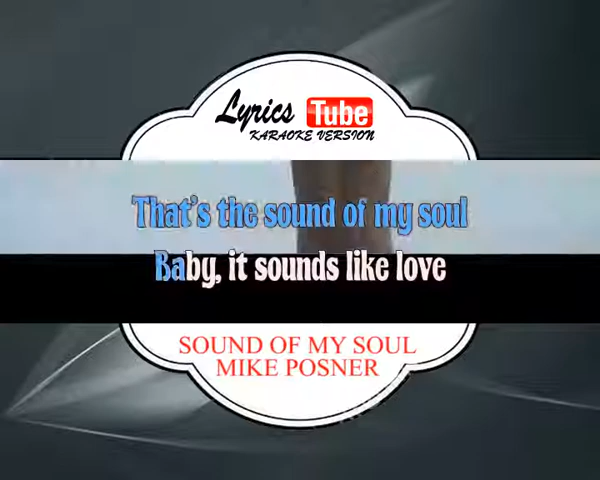 Lyrics Tube
KARAOKE VERSION
That's the sound of my soul
Baby, it sounds like love
SOUND OF MY SOUL
MIKE POSNER